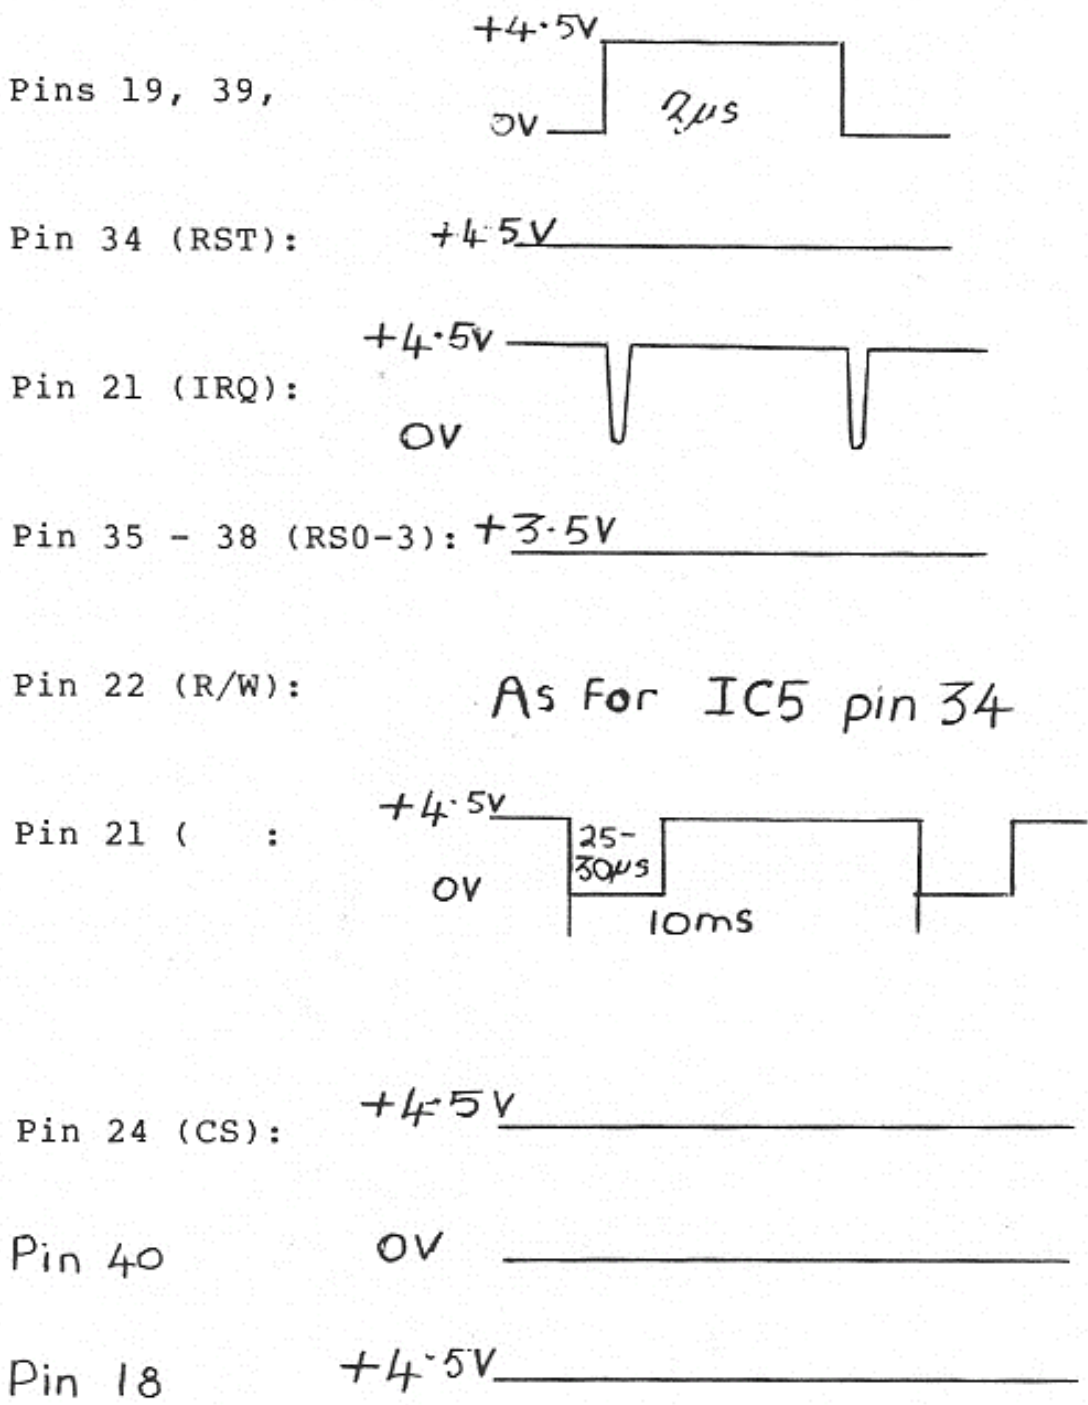 +4.5V
Pins 19, 39,
0V
2μs
Pin 34 (RST): +4.5V
+4.5V
Pin 21 (IRQ):
0V
Pin 35 - 38 (RS0-3): +3.5V
Pin 22 (R/W): As For IC5 pin 34
+4.5V
Pin 21 ( :
25-
30μs
0V
10ms
+4.5V
Pin 24 (CS):
Pin 40 0V
Pin 18 +4.5V